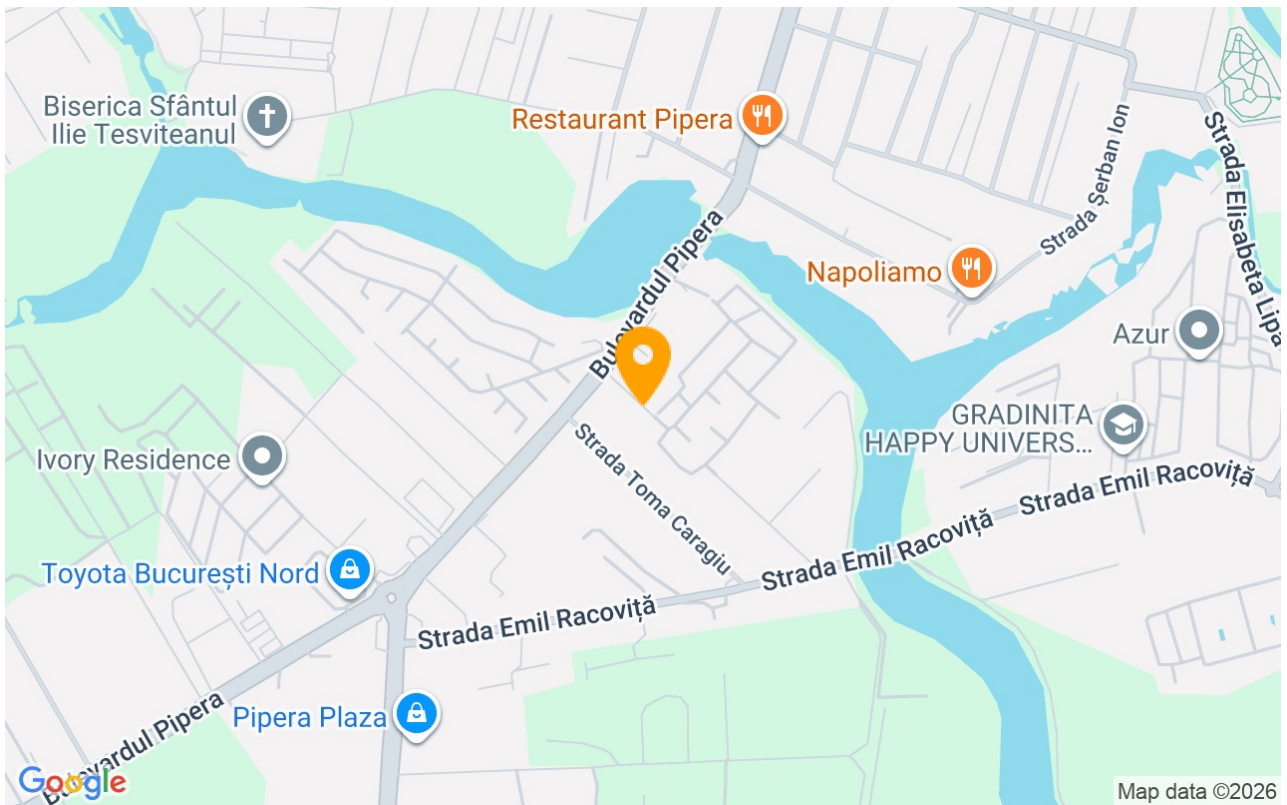 Biserica Sfântul
Ilie Tesviteanul
Restaurant Pipera
Strada Șerban Ion
Strada Elisabeta Lipă
Bulevardul Pipera
Napoliamo
Azur
GRADINITA
HAPPY UNIVERS...
Ivory Residence
Strada Toma Caragiu
Strada Emil Racoviță
Strada Emil Racoviță
Toyota București Nord
Strada Emil Racoviță
Pipera Plaza
Bulevardul Pipera
Google
Map data ©2026